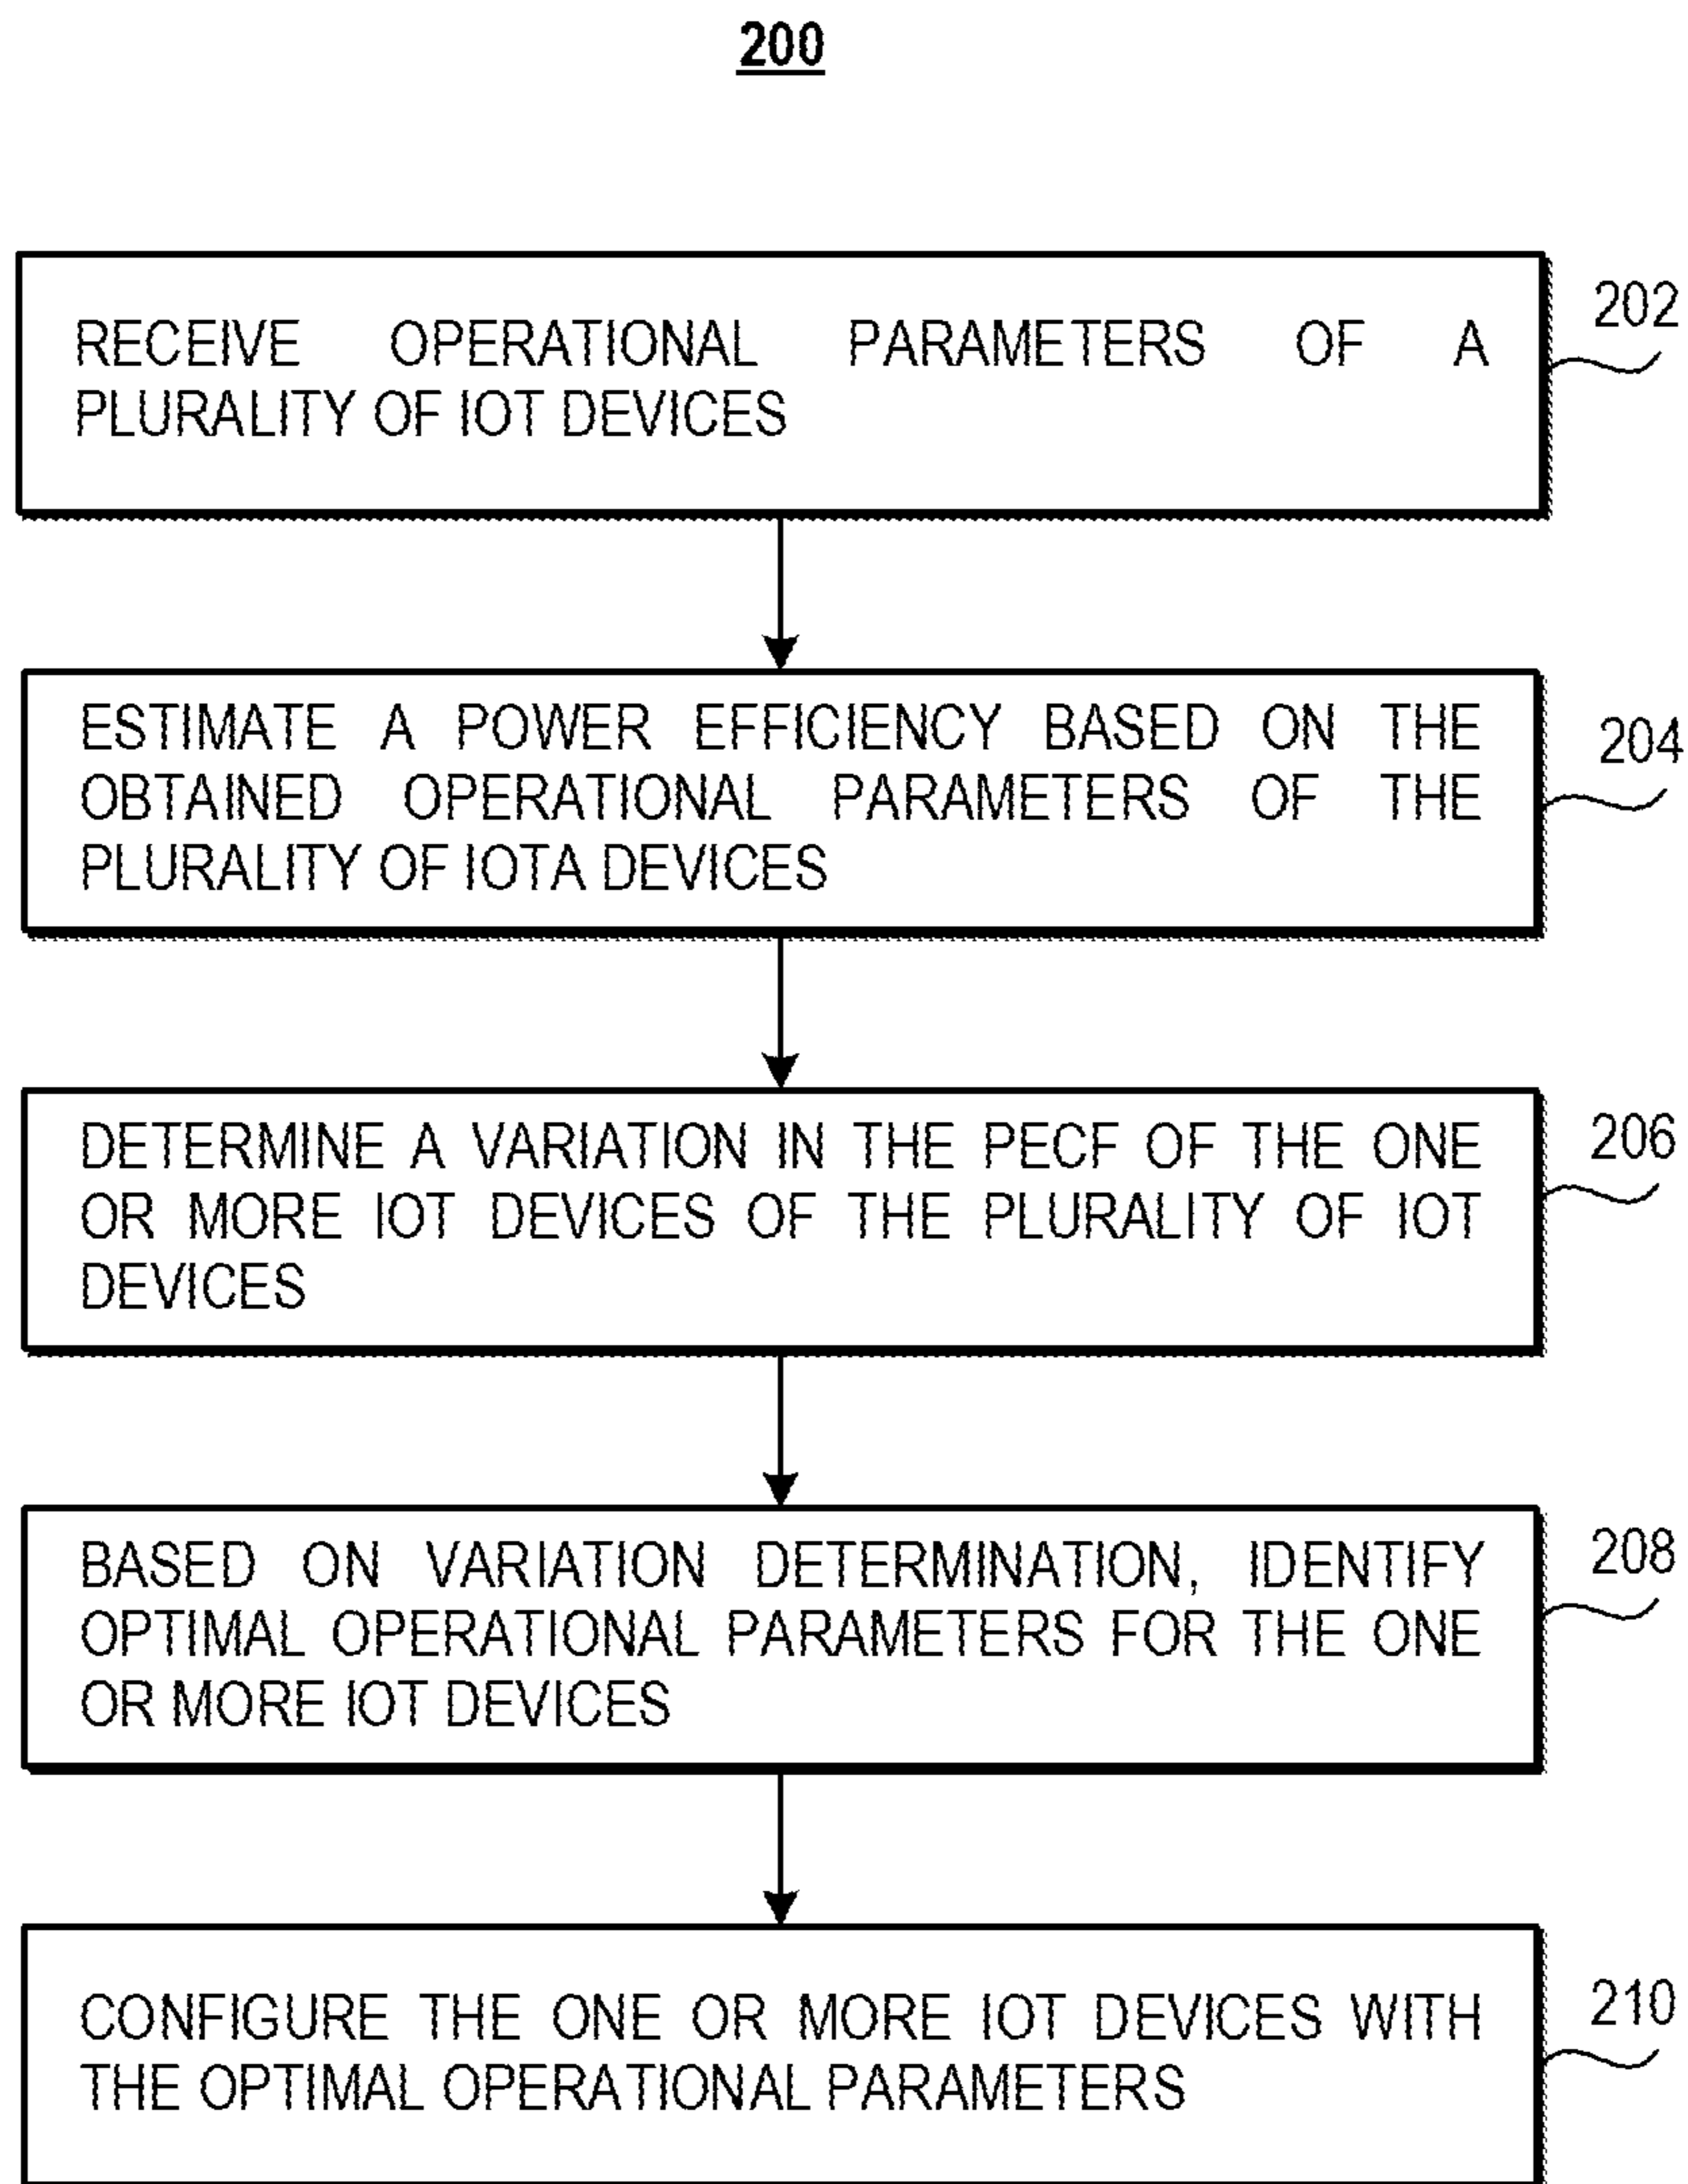 200
RECEIVE OPERATIONAL PARAMETERS OF A
PLURALITY OF IOT DEVICES
202
ESTIMATE A POWER EFFICIENCY BASED ON THE
OBTAINED OPERATIONAL PARAMETERS OF THE
PLURALITY OF IOTA DEVICES
204
DETERMINE A VARIATION IN THE PECF OF THE ONE
OR MORE IOT DEVICES OF THE PLURALITY OF IOT
DEVICES
206
BASED ON VARIATION DETERMINATION, IDENTIFY
OPTIMAL OPERATIONAL PARAMETERS FOR THE ONE
OR MORE IOT DEVICES
208
CONFIGURE THE ONE OR MORE IOT DEVICES WITH
THE OPTIMAL OPERATIONAL PARAMETERS
210